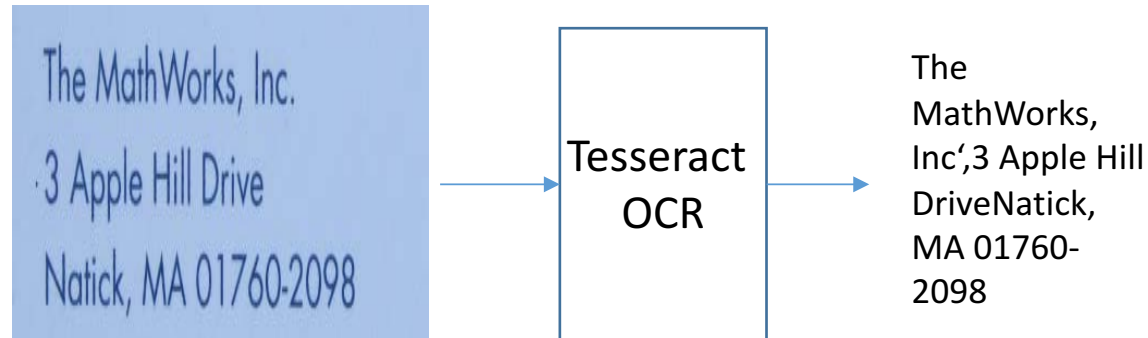 The MathWorks, Inc.
3 Apple Hill Drive
Natick, MA 01760-2098
Tesseract
OCR
The
MathWorks,
Inc‘,3 Apple Hill
DriveNatick,
MA 01760-
2098